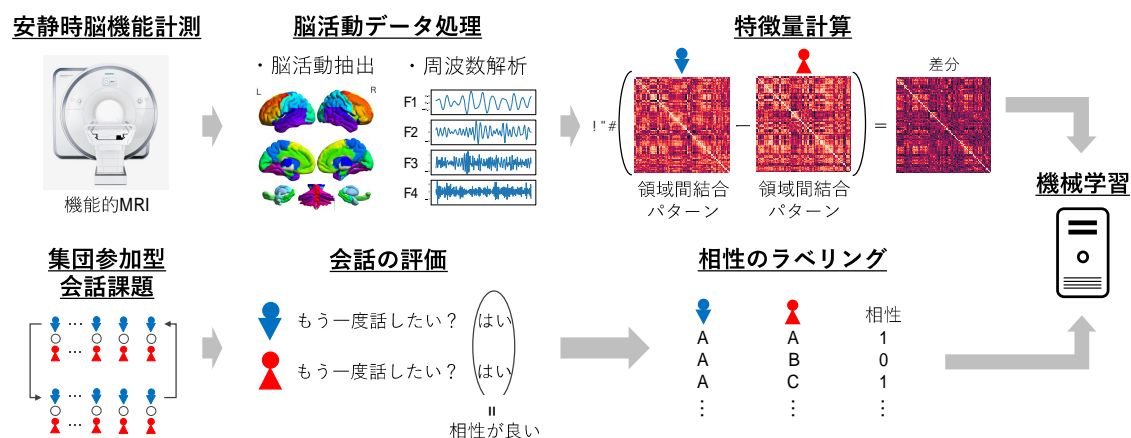 安静時脳機能計測
機能的MRI
脳活動データ処理
・脳活動抽出
・周波数解析
L
R
F1
F2
F3
F4
特徴量計算
!"#
−
=
差分
領域間結合
パターン
領域間結合
パターン
機械学習
集団参加型
会話課題
…
…
…
…
会話の評価
もう一度話したい？ はい
もう一度話したい？ はい
=
相性が良い
相性のラベリング
相性
A A 1
A B 0
A C 1
⋮ ⋮ ⋮